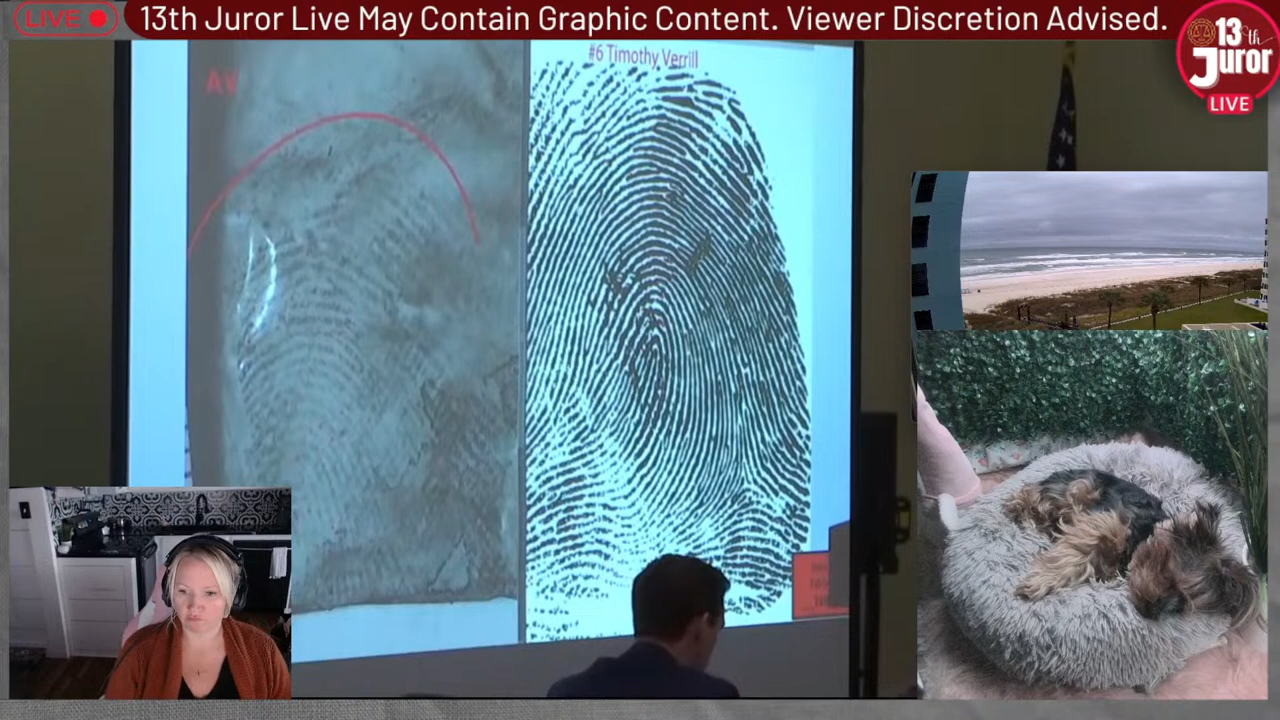 LIVE
13th Juror Live May Contain Graphic Content. Viewer Discretion Advised.
13th
Juror
LIVE
#6 Timothy Verrill